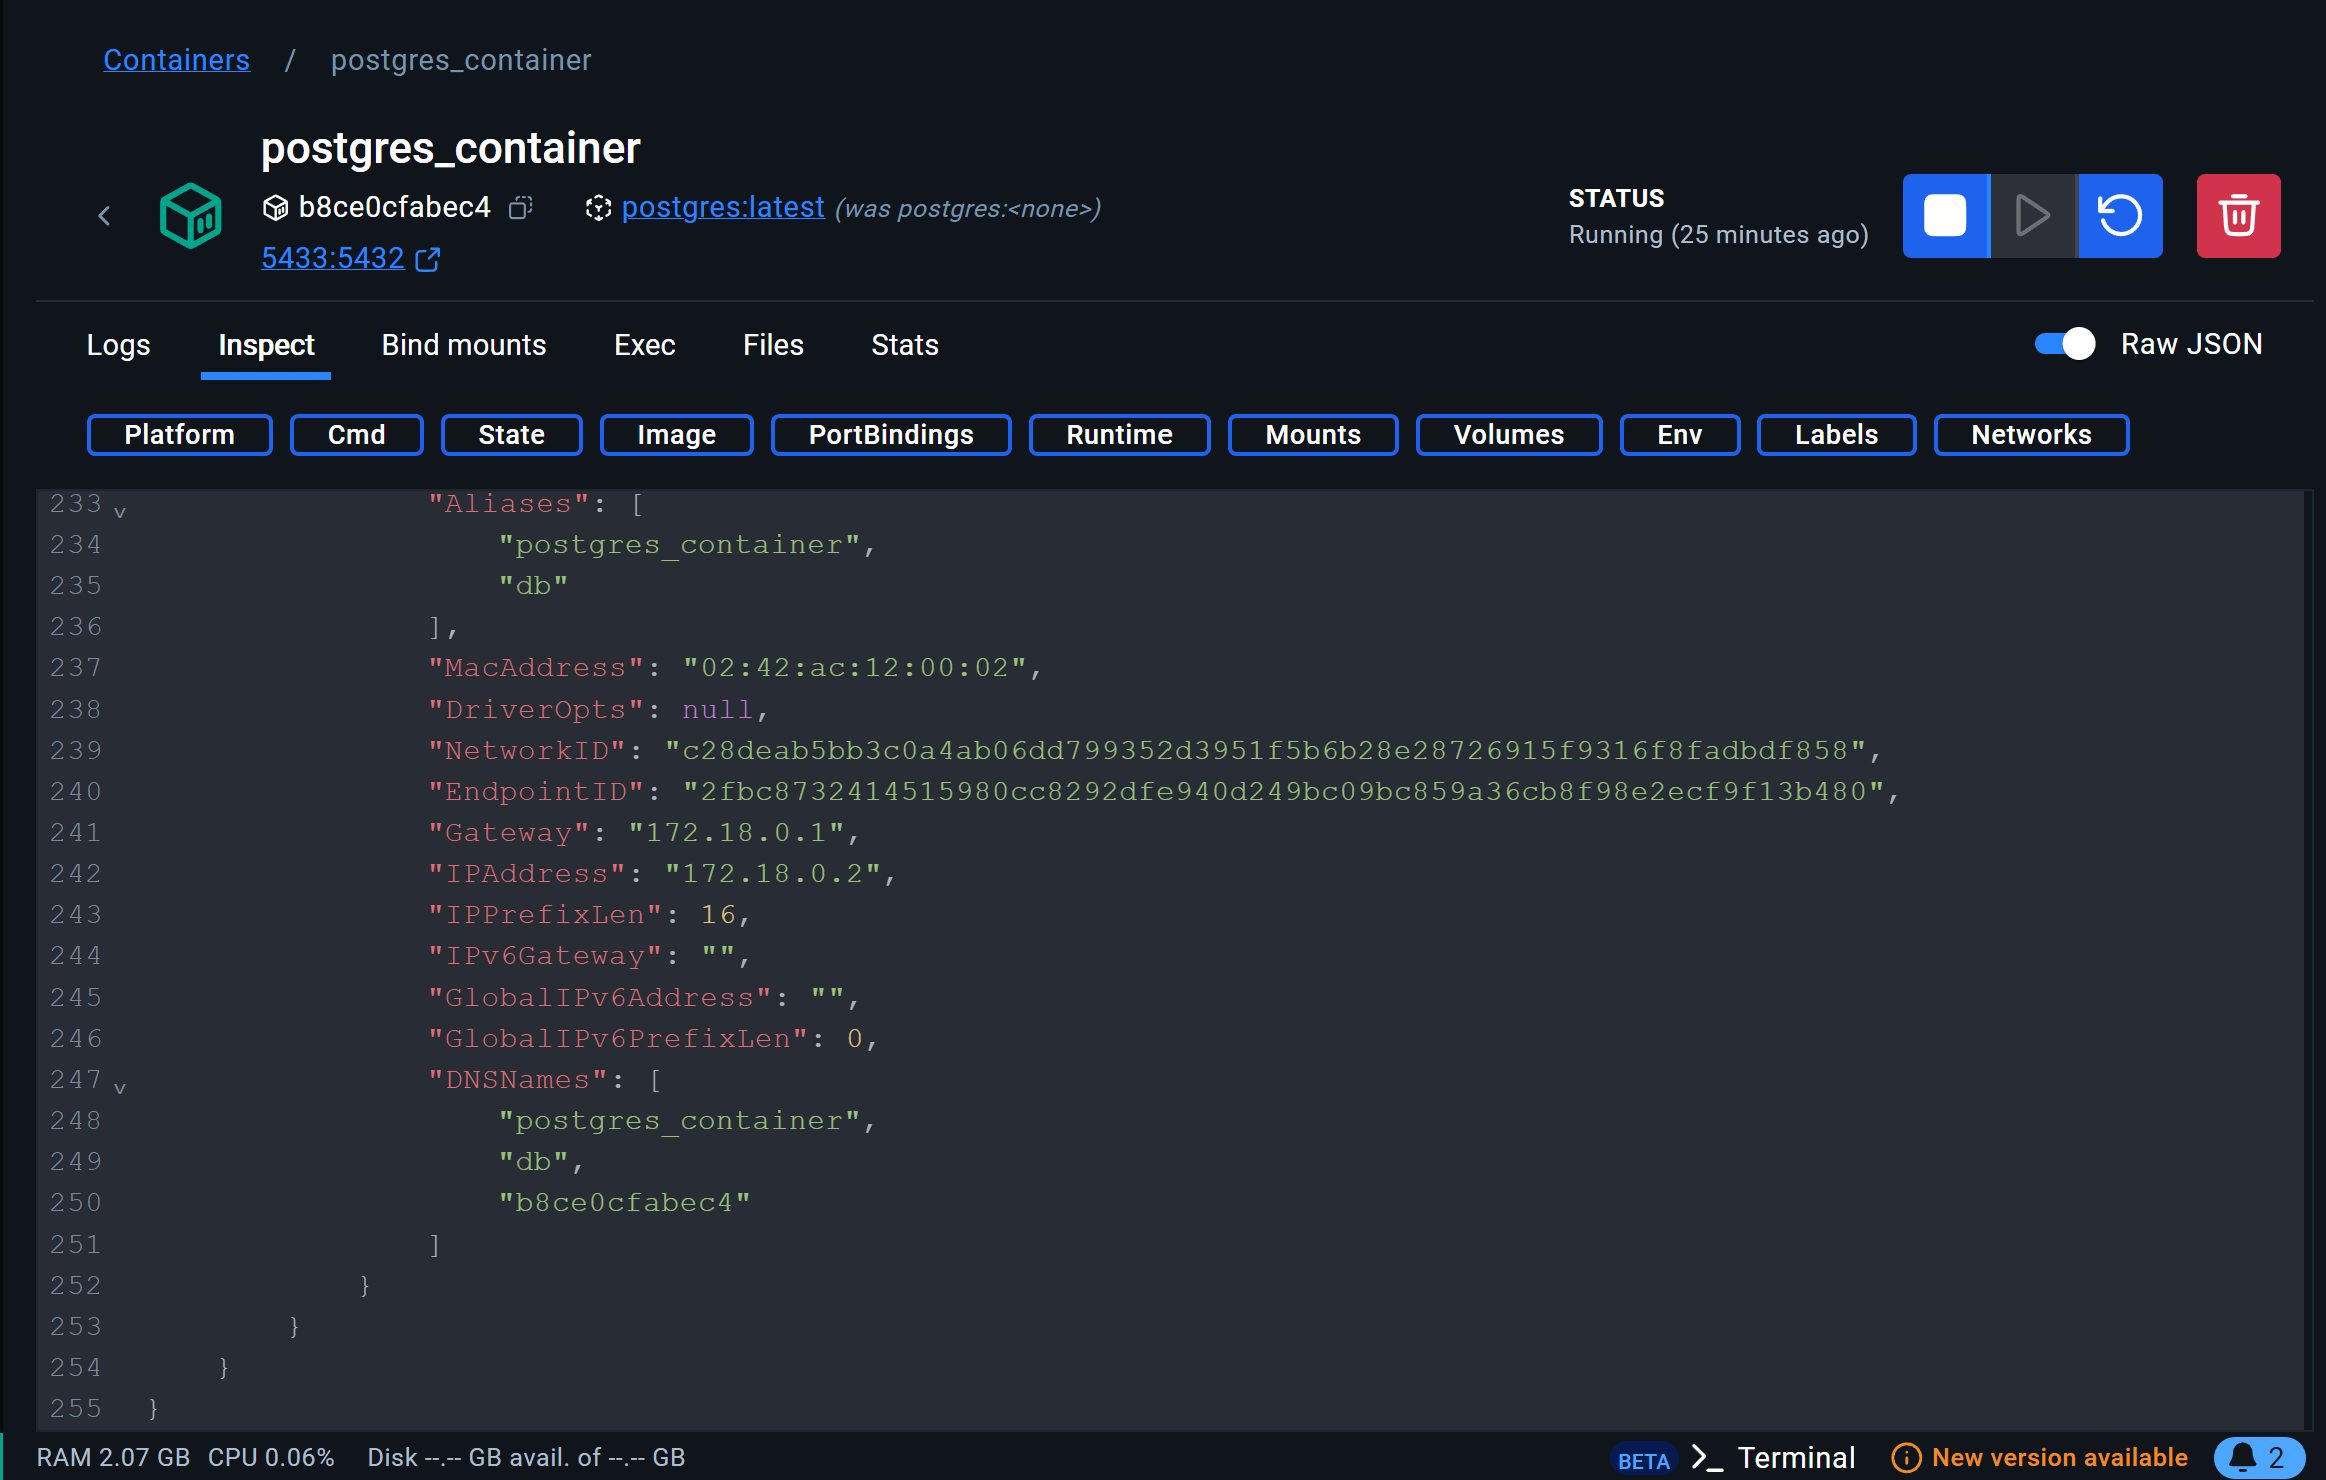 Containers / postgres_container
postgres_container
b8ce0cfabec4 postgres:latest (was postgres:<none>)
5433:5432
STATUS
Running (25 minutes ago)
Logs Inspect Bind mounts Exec Files Stats Raw JSON
Platform Cmd State Image PortBindings Runtime Mounts Volumes Env Labels Networks
233 "Aliases": [
234 "postgres_container",
235 "db"
236 ],
237 "MacAddress": "02:42:ac:12:00:02",
238 "DriverOpts": null,
239 "NetworkID": "c28deab5bb3c0a4ab06dd799352d3951f5b6b28e28726915f9316f8fadbdf858",
240 "EndpointID": "2fbc8732414515980cc8292dfe940d249bc09bc859a36cb8f98e2ecf9f13b480",
241 "Gateway": "172.18.0.1",
242 "IPAddress": "172.18.0.2",
243 "IPPrefixLen": 16,
244 "IPv6Gateway": "",
245 "GlobalIPv6Address": "",
246 "GlobalIPv6PrefixLen": 0,
247 "DNSNames": [
248 "postgres_container",
249 "db",
250 "b8ce0cfabec4"
251 ]
252 }
253 }
254 }
255 }
RAM 2.07 GB CPU 0.06% Disk --.-- GB avail. of --.-- GB BETA >_ Terminal New version available 2